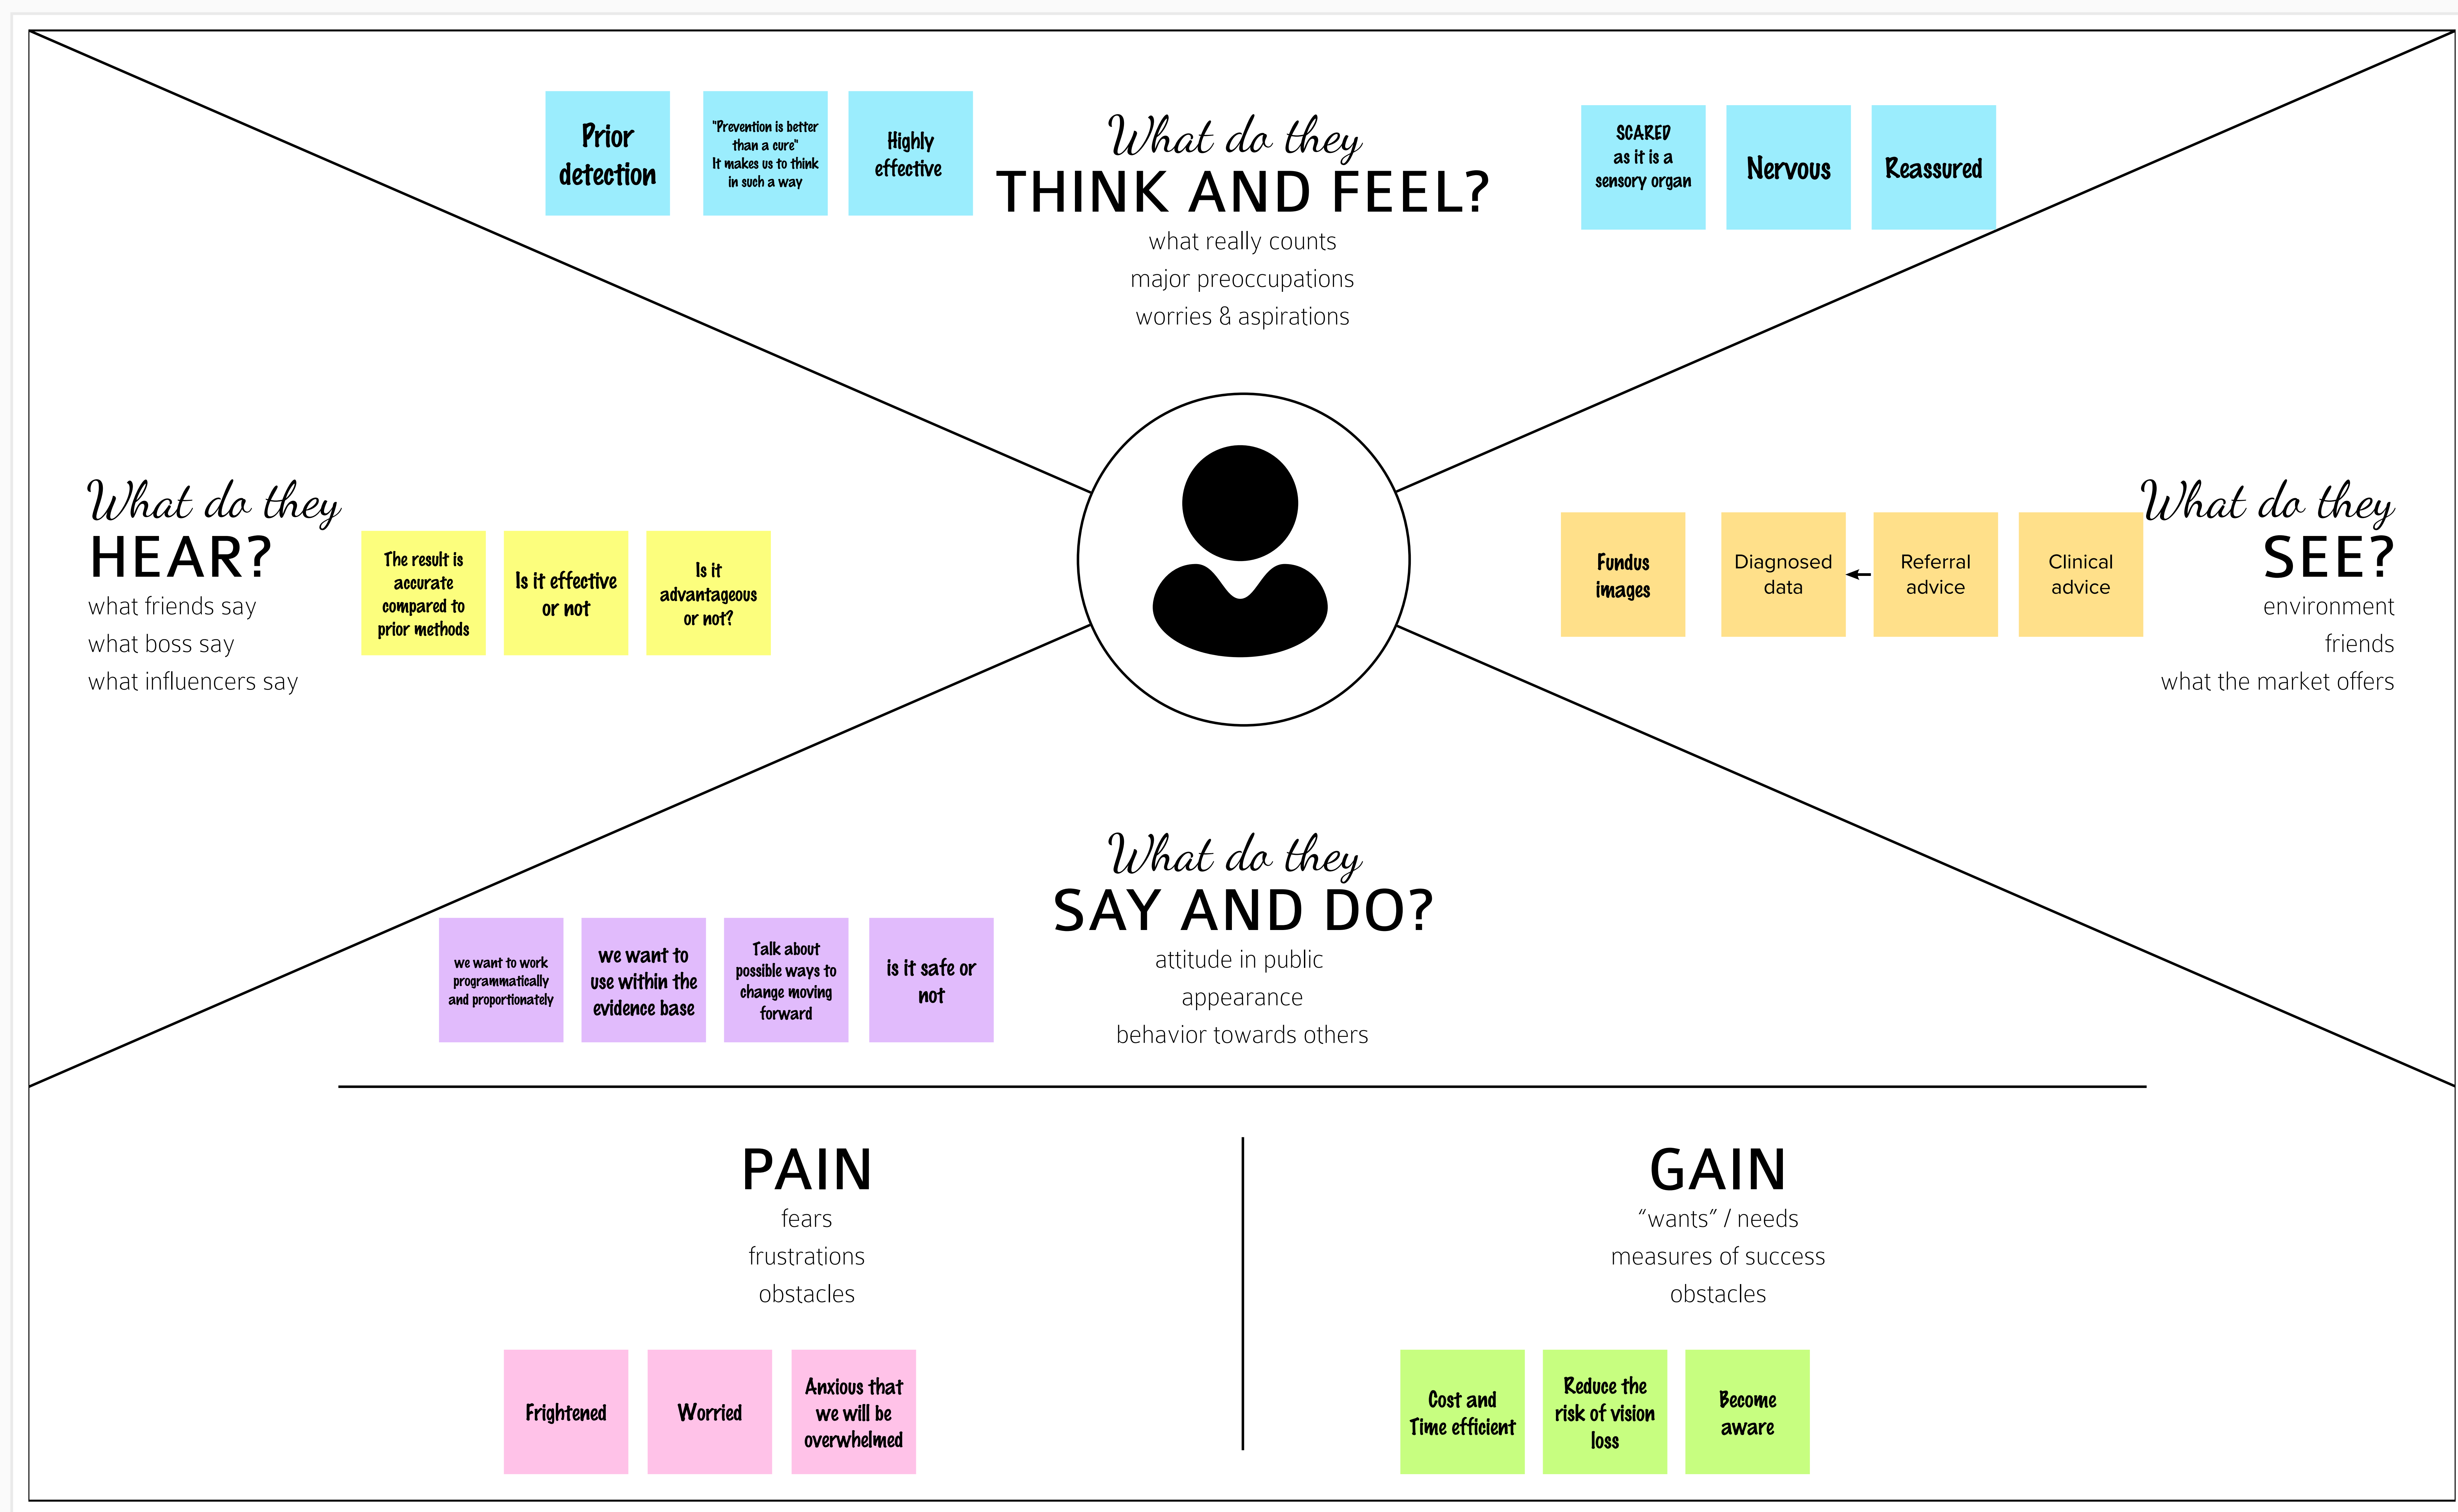 Prior
detection
"Prevention is better
than a cure"
It makes us to think
in such a way
Highly
effective
What do they
THINK AND FEEL?
what really counts
major preoccupations
worries & aspirations
SCARED
as it is a
sensory organ
Nervous
Reassured
What do they
HEAR?
what friends say
what boss say
what influencers say
The result is
accurate
compared to
prior methods
Is it effective
or not
Is it
advantageous
or not?
Fundus
images
Diagnosed
data
Referral
advice
Clinical
advice
What do they
SEE?
environment
friends
what the market offers
What do they
SAY AND DO?
attitude in public
appearance
behavior towards others
we want to work
programmatically
and proportionately
we want to
use within the
evidence base
Talk about
possible ways to
change moving
forward
is it safe or
not
PAIN
fears
frustrations
obstacles
Frightened
Worried
Anxious that
we will be
overwhelmed
GAIN
“wants” / needs
measures of success
obstacles
Cost and
Time efficient
Reduce the
risk of vision
loss
Become
aware